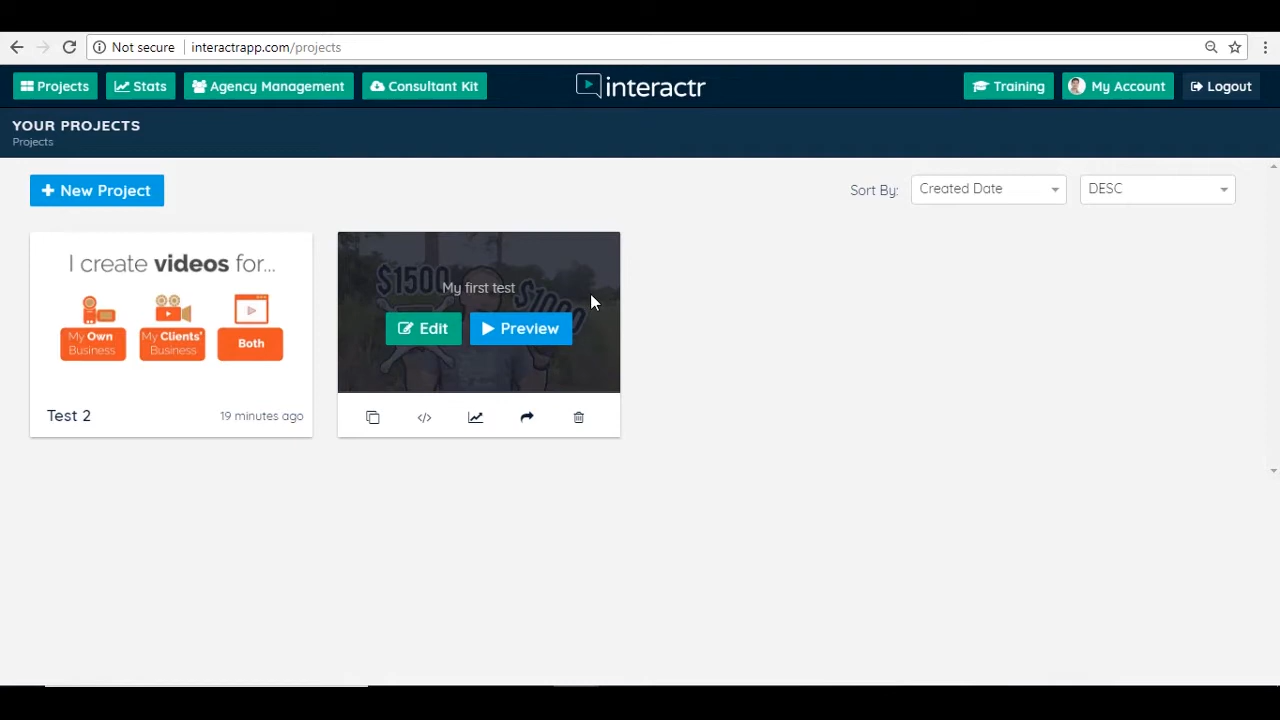 Not secure interactrapp.com/projects
Projects Stats Agency Management Consultant Kit interactr Training My Account Logout
YOUR PROJECTS
Projects
New Project Sort By: Created Date DESC
I create videos for...
My Own Business
My Clients' Business
Both
Test 2 19 minutes ago
$1500 $1000
My first test
Edit Preview